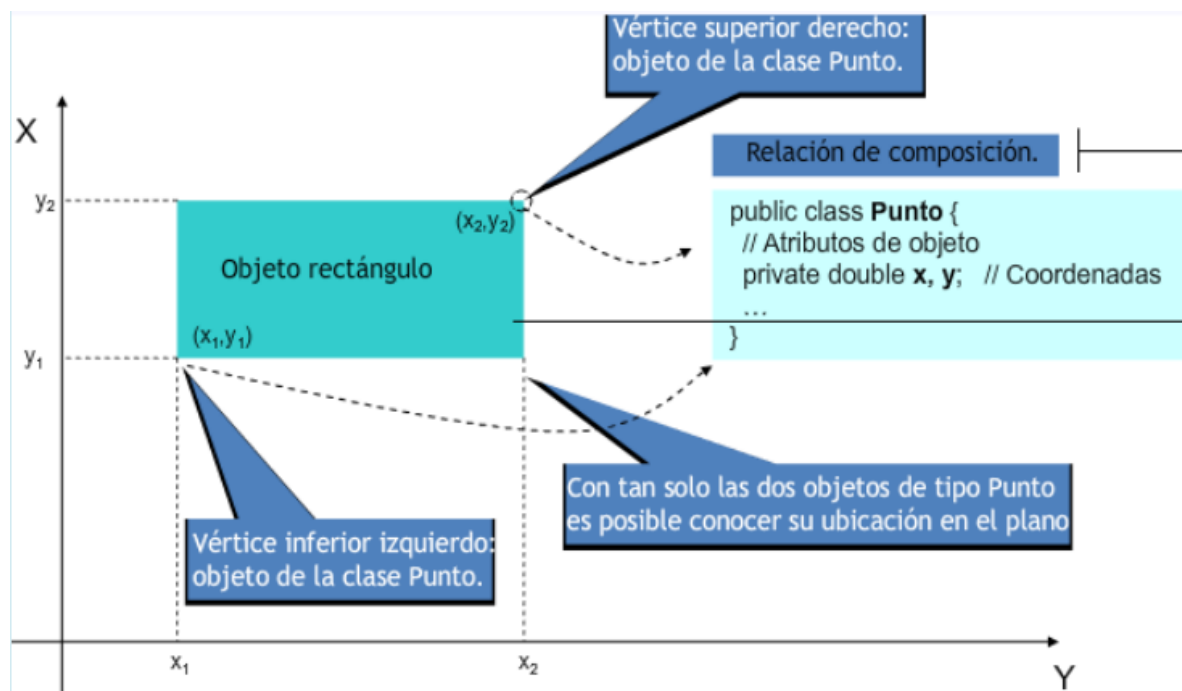 Vértice superior derecho:
objeto de la clase Punto.
X
Relación de composición.
y₂
(x₂,y₂)
public class Punto {
// Atributos de objeto
private double x, y; // Coordenadas
...
}
Objeto rectángulo
(x₁,y₁)
y₁
Con tan solo las dos objetos de tipo Punto
es posible conocer su ubicación en el plano
Vértice inferior izquierdo:
objeto de la clase Punto.
x₁
x₂
Y